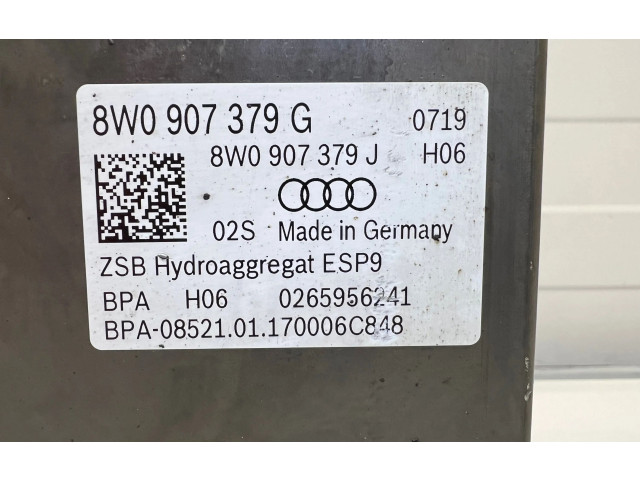 8W0 907 379 G 0719
8W0 907 379 J H06
02S Made in Germany
ZSB Hydroaggregat ESP9
BPA H06 0265956241
BPA-08521.01.170006C848